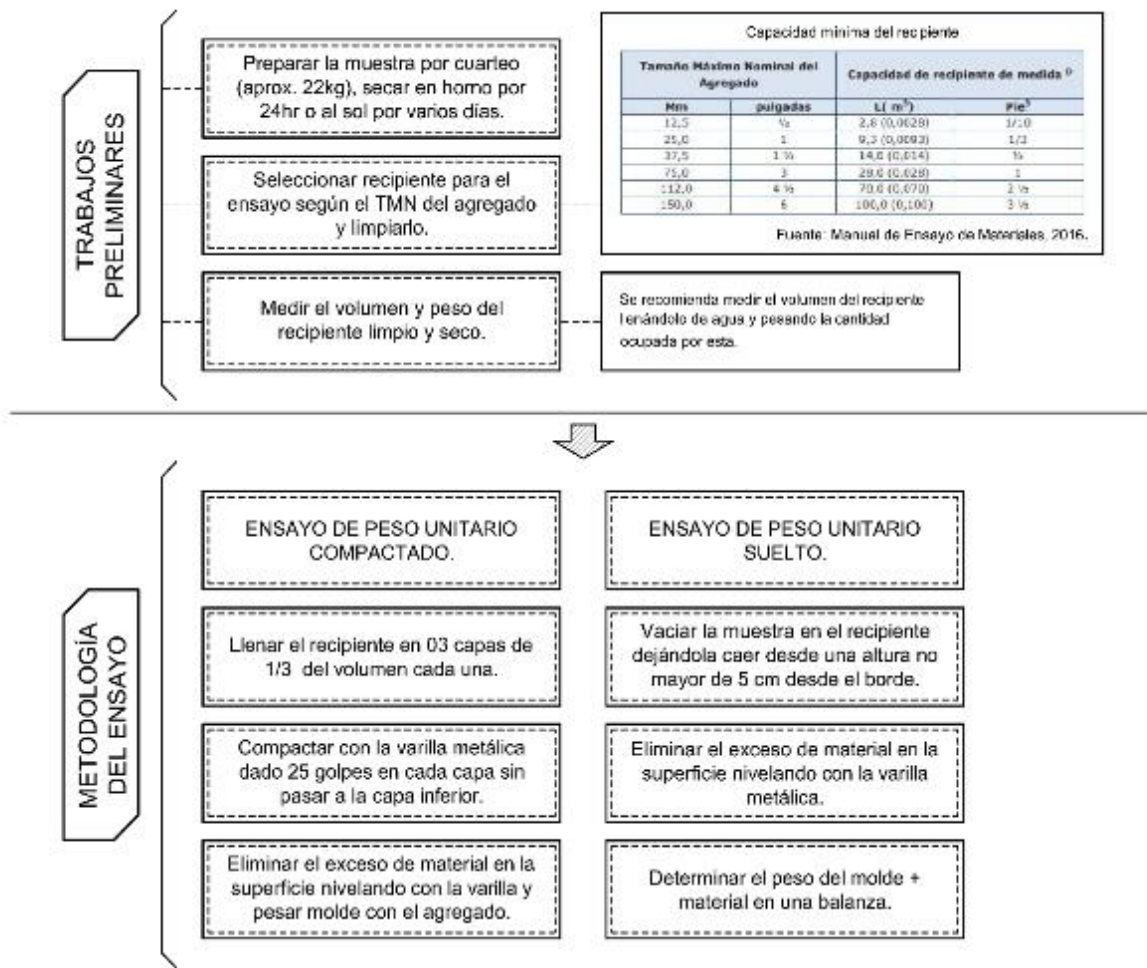 TRABAJOS
PRELIMINARES
Preparar la muestra por cuarteo
(aprox. 22kg), secar en horno por
24hr o al sol por varios días.
Seleccionar recipiente para el
ensayo según el TMN del agregado
y limpiarlo.
Medir el volumen y peso del
recipiente limpio y seco.
Capacidad mínima del recipiente
Tamaño Máximo Nominal del
Agregado
Capacidad de recipiente de medida
Mm pulgadas L( m³) Pie³
12,5 ½ 2,8 (0,0028) 1/10
25,0 1 9,3 (0,0093) 1/3
37,5 1 ½ 14,0 (0,014) ½
75,0 3 28,0 (0,028) 1
112,0 4 ½ 70,0 (0,070) 2 ½
150,0 6 100,0 (0,100) 3 ½
Fuente: Manual de Ensayo de Materiales, 2016.
Se recomienda medir el volumen del recipiente
llenándolo de agua y pesando la cantidad
ocupada por esta.
METODOLOGÍA
DEL ENSAYO
ENSAYO DE PESO UNITARIO
COMPACTADO.
Llenar el recipiente en 03 capas de
1/3 del volumen cada una.
Compactar con la varilla metálica
dado 25 golpes en cada capa sin
pasar a la capa inferior.
Eliminar el exceso de material en la
superficie nivelando con la varilla y
pesar molde con el agregado.
ENSAYO DE PESO UNITARIO
SUELTO.
Vaciar la muestra en el recipiente
dejándola caer desde una altura no
mayor de 5 cm desde el borde.
Eliminar el exceso de material en la
superficie nivelando con la varilla
metálica.
Determinar el peso del molde +
material en una balanza.